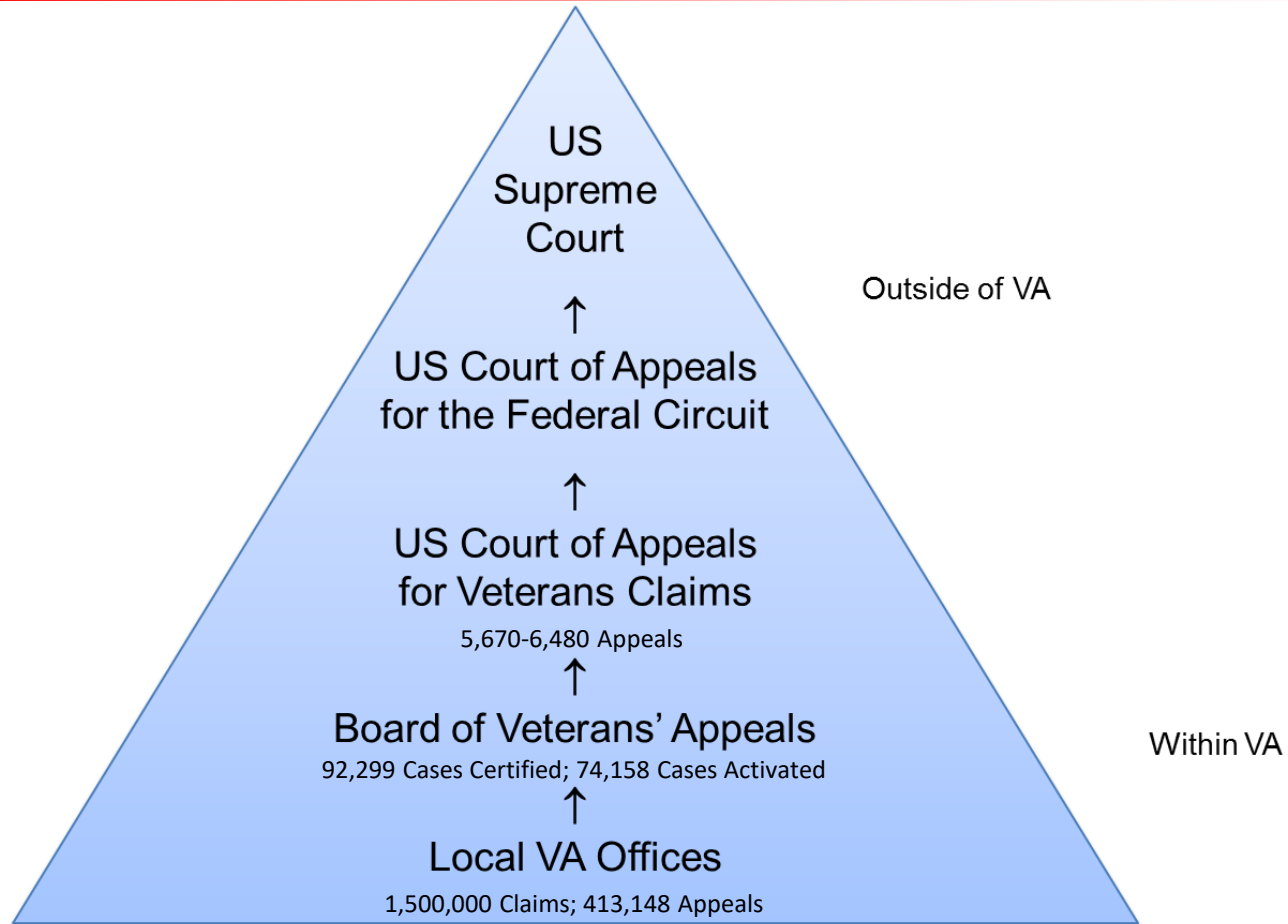 US
Supreme
Court
Outside of VA
↑
US Court of Appeals
for the Federal Circuit
↑
US Court of Appeals
for Veterans Claims
5,670-6,480 Appeals
↑
Board of Veterans’ Appeals
Within VA
92,299 Cases Certified; 74,158 Cases Activated
↑
Local VA Offices
1,500,000 Claims; 413,148 Appeals